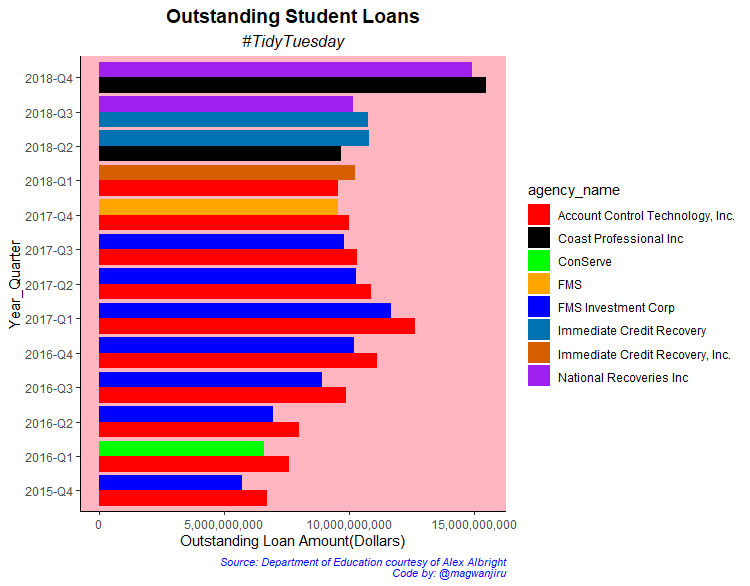 Outstanding Student Loans
#TidyTuesday
Year_Quarter
2018-Q4
2018-Q3
2018-Q2
2018-Q1
2017-Q4
2017-Q3
2017-Q2
2017-Q1
2016-Q4
2016-Q3
2016-Q2
2016-Q1
2015-Q4
0
5,000,000,000
10,000,000,000
15,000,000,000
Outstanding Loan Amount(Dollars)
agency_name
Account Control Technology, Inc.
Coast Professional Inc
ConServe
FMS
FMS Investment Corp
Immediate Credit Recovery
Immediate Credit Recovery, Inc.
National Recoveries Inc
Source: Department of Education courtesy of Alex Albright
Code by: @magwanjiru